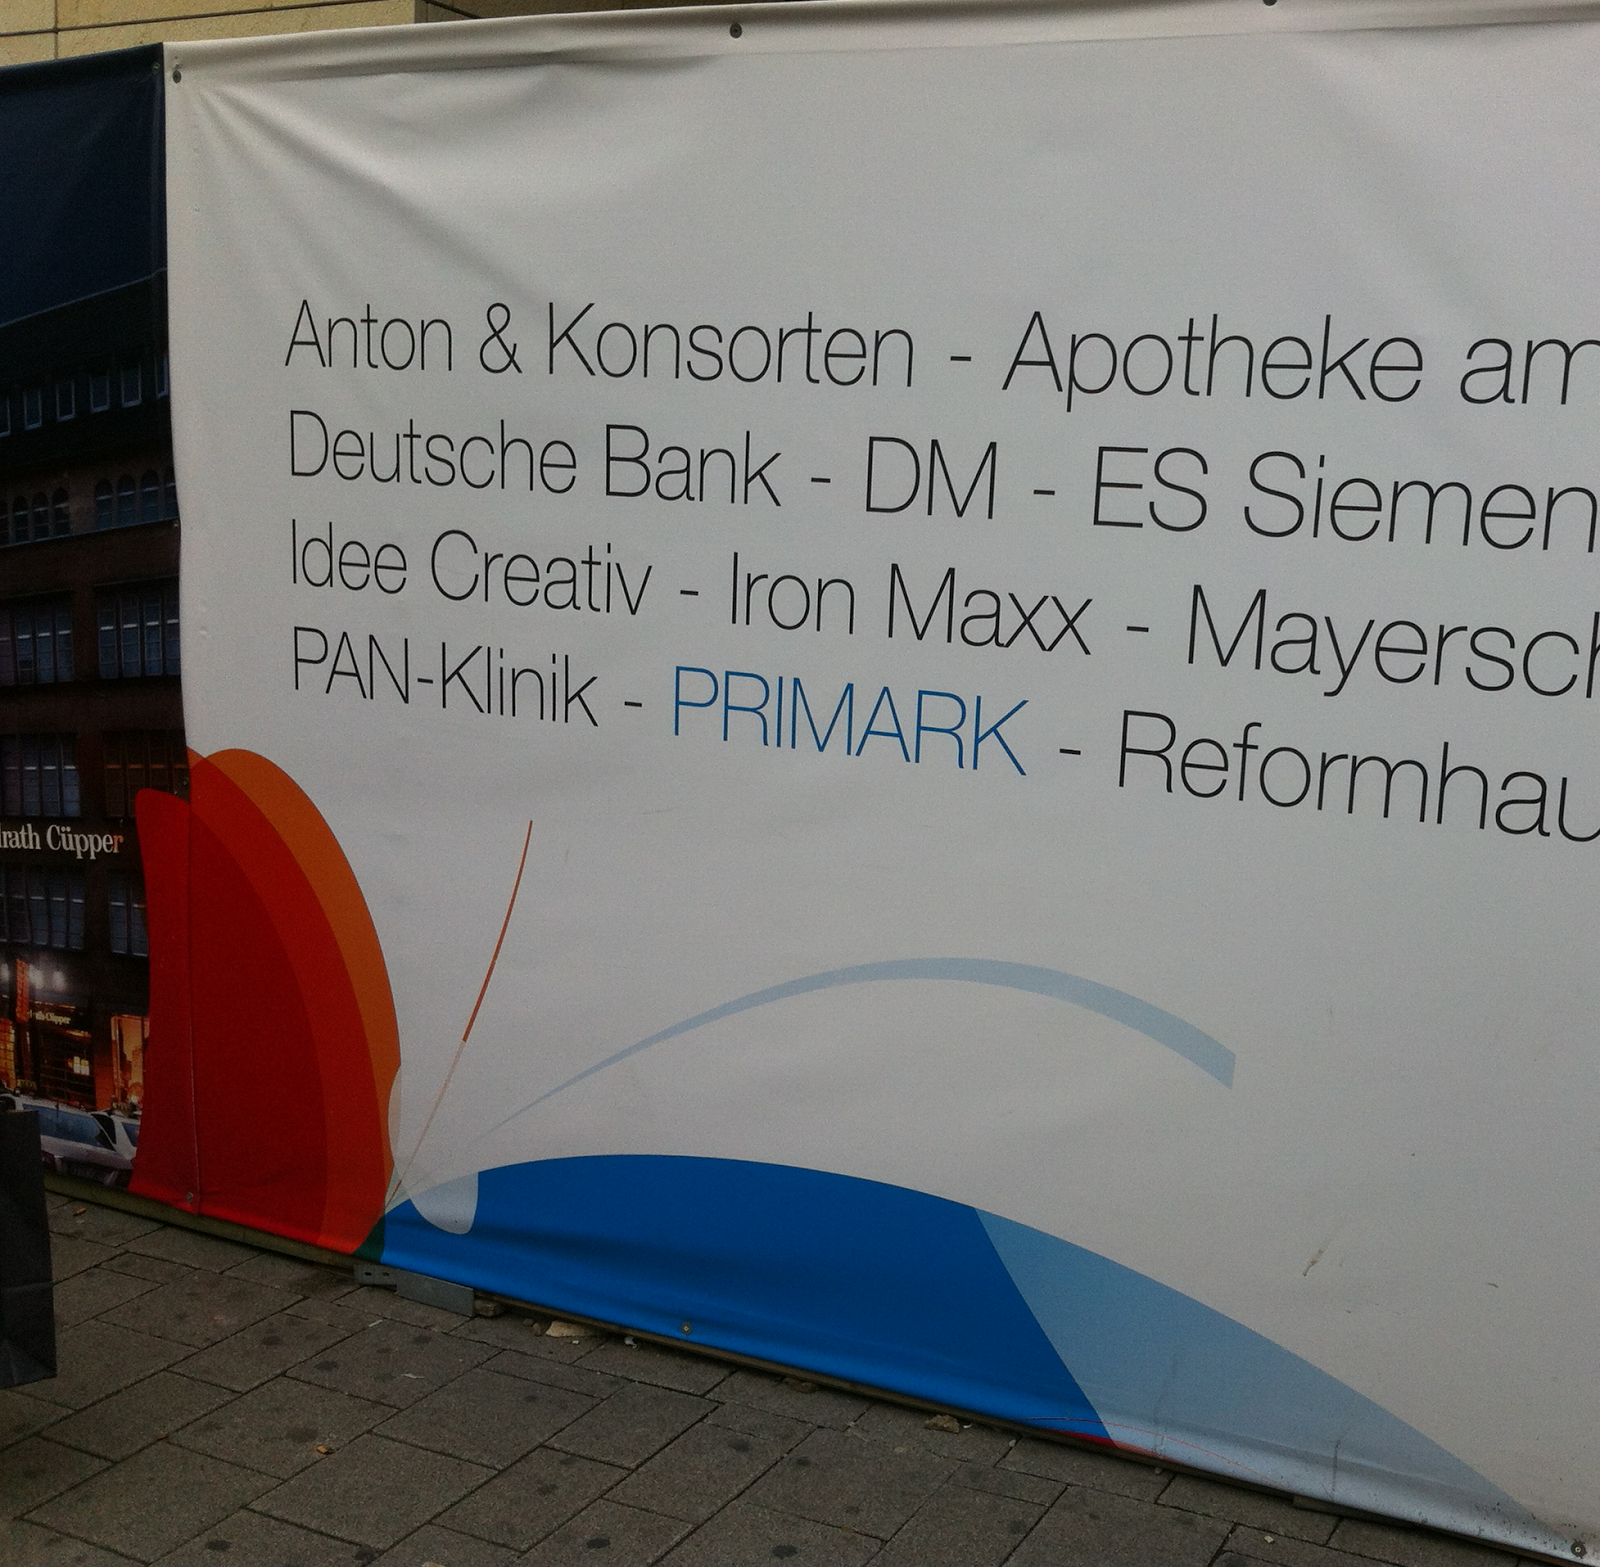 Anton & Konsorten - Apotheke am
Deutsche Bank - DM - ES Siemen
Idee Creativ - Iron Maxx - Mayersch
PAN-Klinik - PRIMARK - Reformhau
lrath Cüpper